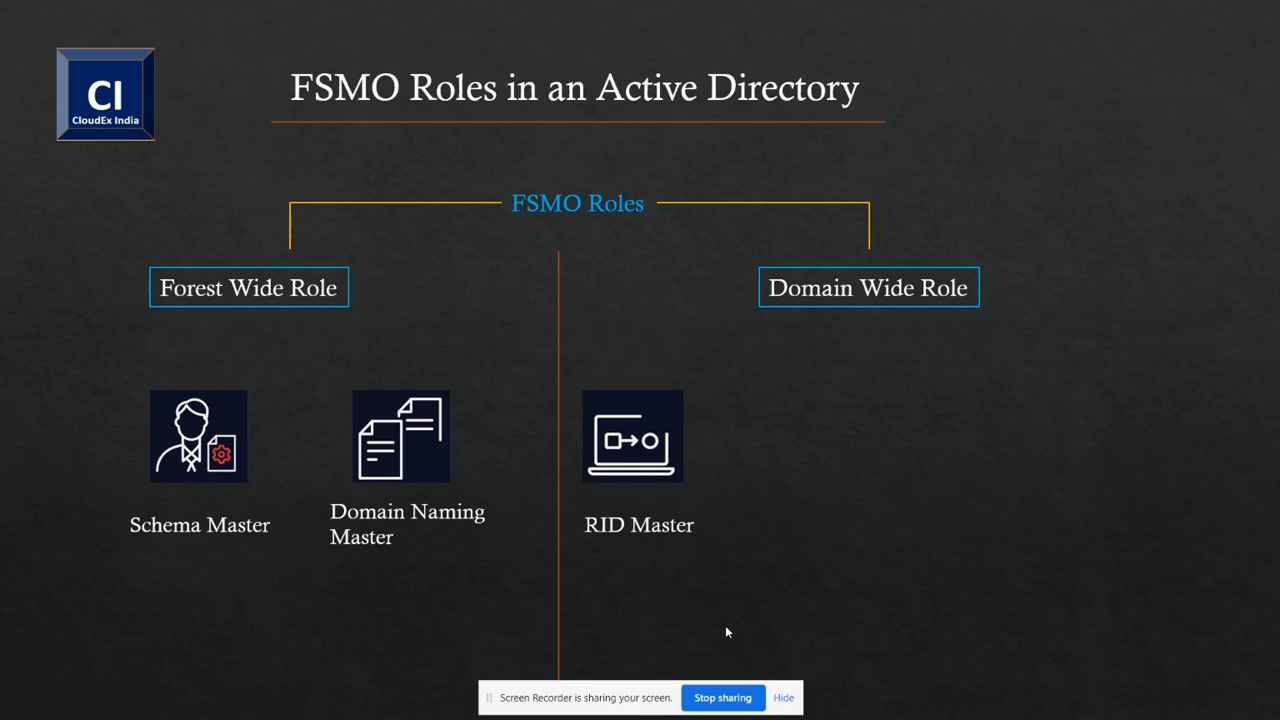 CI
CloudEx India
FSMO Roles in an Active Directory
FSMO Roles
Forest Wide Role
Domain Wide Role
Schema Master
Domain Naming
Master
RID Master
Screen Recorder is sharing your screen.
Stop sharing
Hide